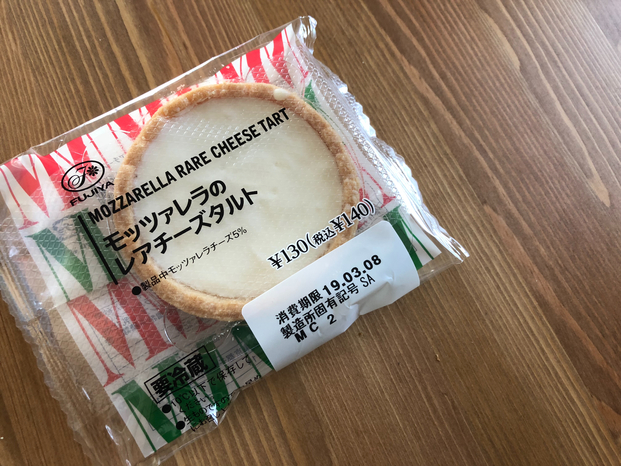 FUJIYA
MOZZARELLA RARE CHEESE TART
モッツァレラの
レアチーズタルト
●製品中モッツァレラチーズ5%
¥130(税込¥140)
消費期限 19.03.08
製造所固有記号 SA
MC 2
要冷蔵